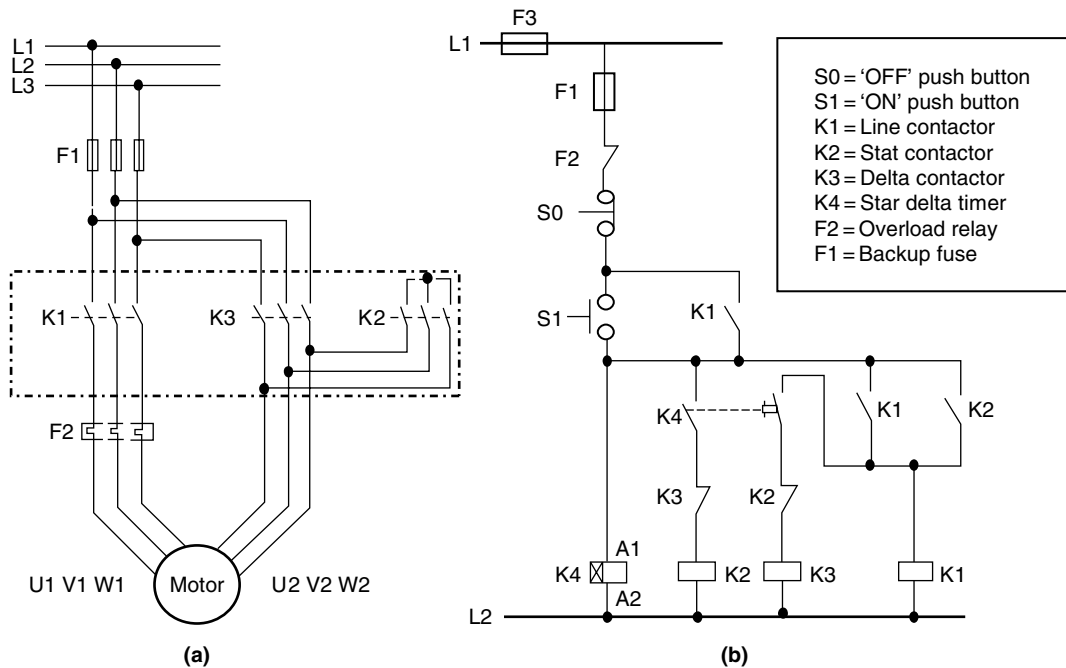 L1
L2
L3
F1
K1
K3
K2
F2
U1 V1 W1
Motor
U2 V2 W2
(a)
F3
L1
F1
F2
S0
S1
K1
K4
K1
K2
K3
K2
A1
K4
K2
K3
K1
A2
L2
(b)
S0 = 'OFF' push button
S1 = 'ON' push button
K1 = Line contactor
K2 = Stat contactor
K3 = Delta contactor
K4 = Star delta timer
F2 = Overload relay
F1 = Backup fuse